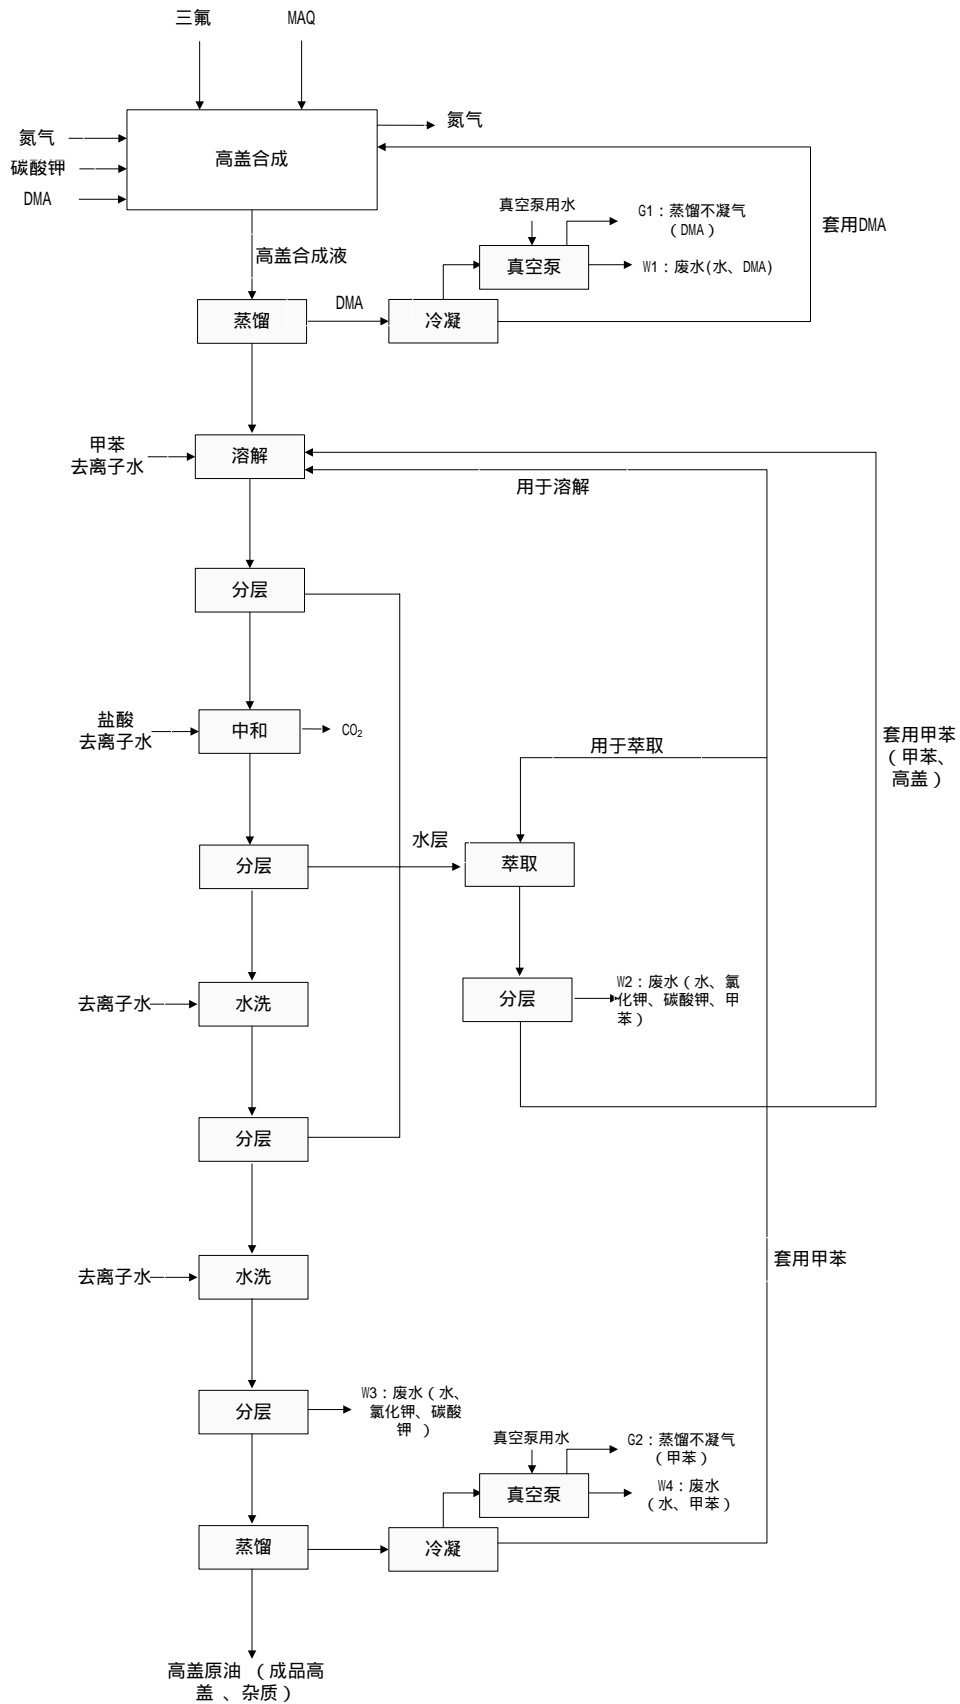 三氟
MAQ
氮气
碳酸钾
DMA
高盖合成
氮气
高盖合成液
真空泵用水
G1：蒸馏不凝气
（DMA）
套用DMA
真空泵
W1：废水(水、DMA)
蒸馏
DMA
冷凝
甲苯
去离子水
溶解
用于溶解
分层
盐酸
去离子水
中和
CO₂
用于萃取
套用甲苯
（甲苯、
高盖）
分层
水层
萃取
去离子水
水洗
分层
W2：废水（水、氯
化钾、碳酸钾、甲
苯）
分层
去离子水
水洗
套用甲苯
分层
W3：废水（水、
氯化钾、碳酸
钾 ）
真空泵用水
G2：蒸馏不凝气
（甲苯）
真空泵
W4：废水
（水、甲苯）
蒸馏
冷凝
高盖原油 （成品高
盖 、杂质）